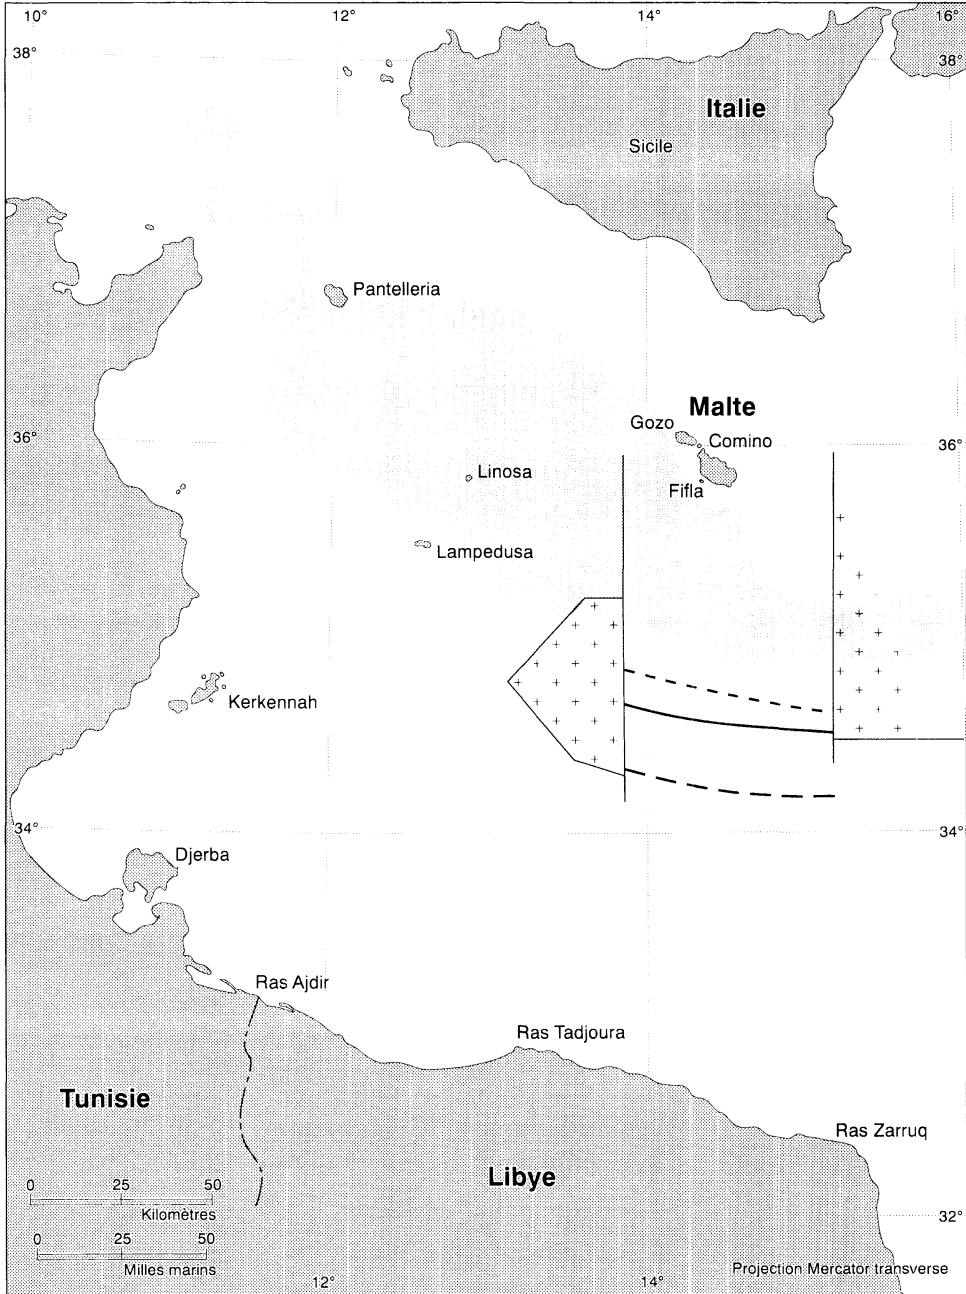 10°
12°
14°
16°
38°
38°
Italie
Sicile
Pantelleria
Malte
Gozo
Comino
36°
36°
Linosa
Fifla
Lampedusa
Kerkennah
34°
34°
Djerba
Ras Ajdir
Ras Tadjoura
Tunisie
Ras Zarruq
Libye
0 25 50
Kilomètres
32°
0 25 50
Milles marins
Projection Mercator transverse
12°
14°